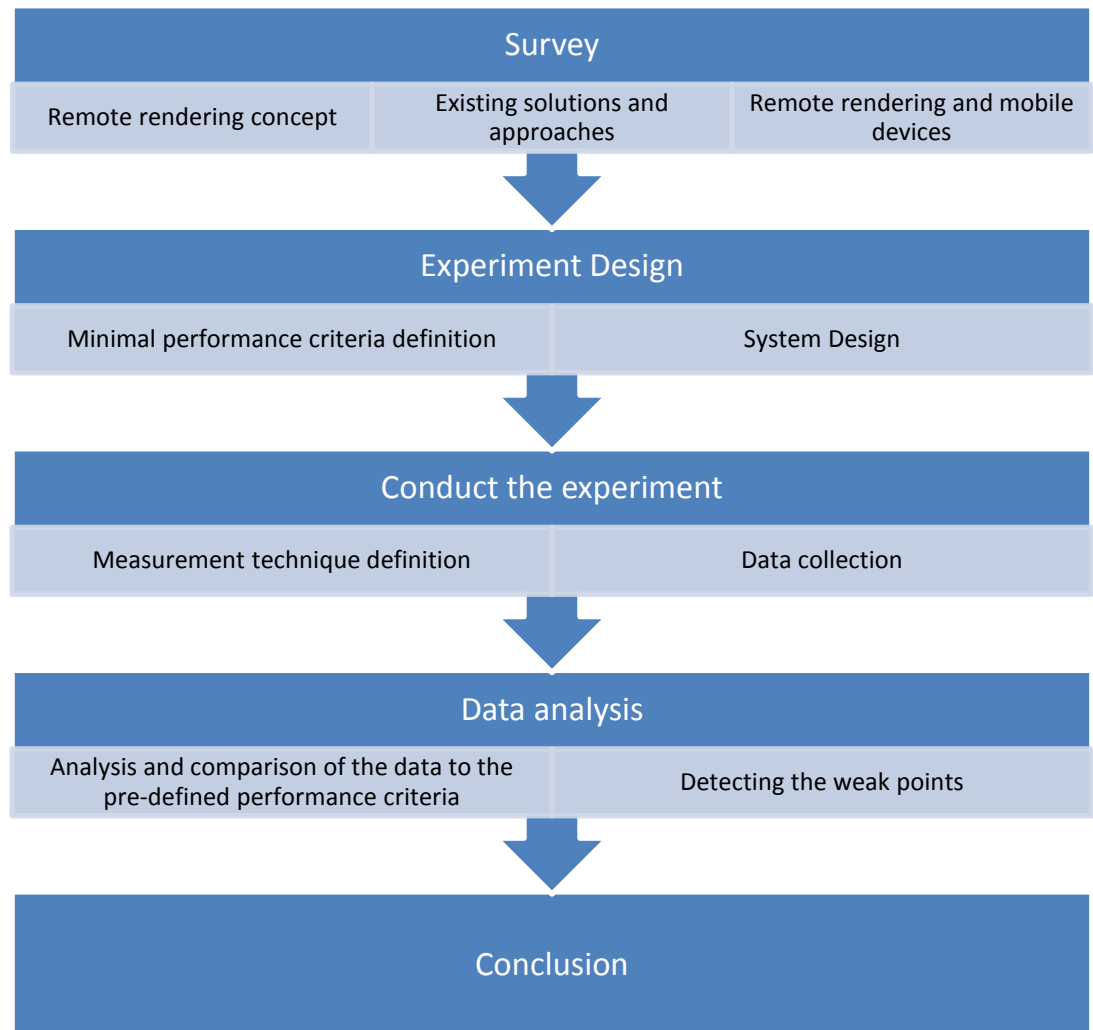 Survey
Remote rendering concept
Existing solutions and
approaches
Remote rendering and mobile
devices
Experiment Design
Minimal performance criteria definition
System Design
Conduct the experiment
Measurement technique definition
Data collection
Data analysis
Analysis and comparison of the data to the
pre-defined performance criteria
Detecting the weak points
Conclusion